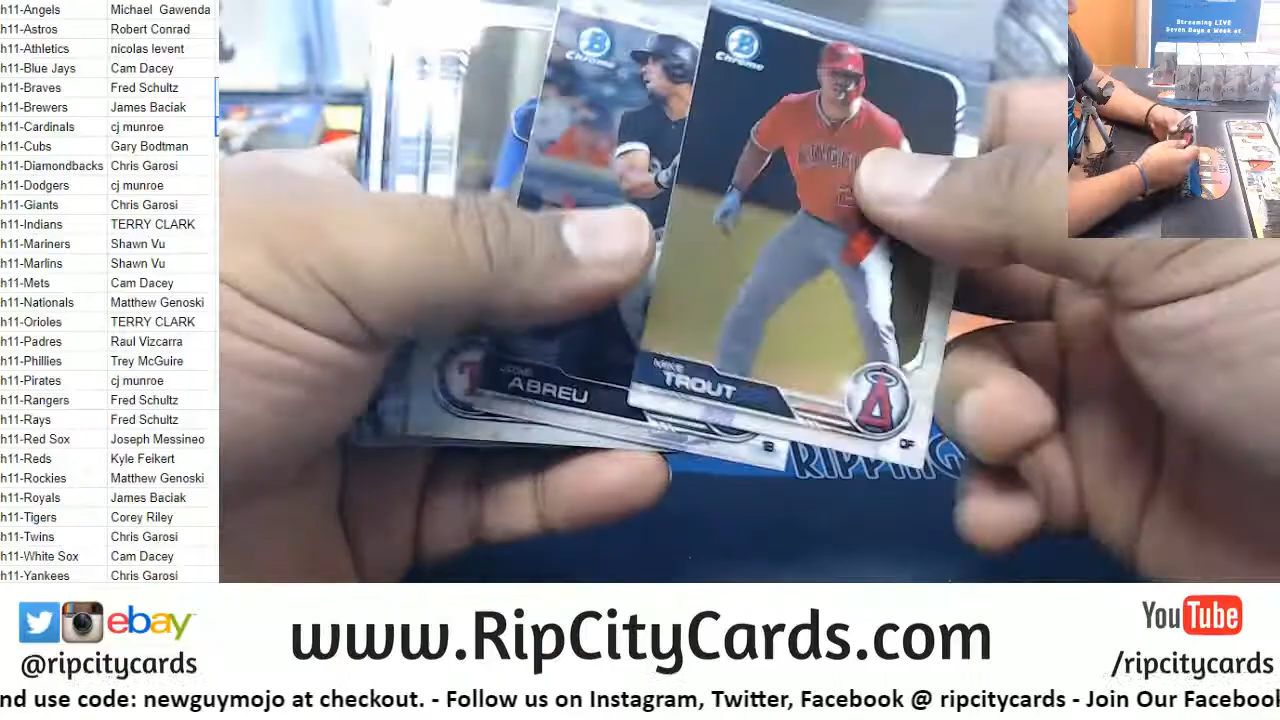 h11-Angels Michael Gawenda
h11-Astros Robert Conrad
h11-Athletics nicolas levent
h11-Blue Jays Cam Dacey
h11-Braves Fred Schultz
h11-Brewers James Baciak
h11-Cardinals cj munroe
h11-Cubs Gary Bodtman
h11-Diamondbacks Chris Garosi
h11-Dodgers cj munroe
h11-Giants Chris Garosi
h11-Indians TERRY CLARK
h11-Mariners Shawn Vu
h11-Marlins Shawn Vu
h11-Mets Cam Dacey
h11-Nationals Matthew Genoski
h11-Orioles TERRY CLARK
h11-Padres Raul Vizcarra
h11-Phillies Trey McGuire
h11-Pirates cj munroe
h11-Rangers Fred Schultz
h11-Rays Fred Schultz
h11-Red Sox Joseph Messineo
h11-Reds Kyle Feikert
h11-Rockies Matthew Genoski
h11-Royals James Baciak
h11-Tigers Corey Riley
h11-Twins Chris Garosi
h11-White Sox Cam Dacey
h11-Yankees Chris Garosi
B
Chrome
JOSE
ABREU
1B
B
Chrome
MIKE
TROUT
A
OF
RIPPING
Streaming LIVE
Seven Days a Week at
ebay
@ripcitycards
www.RipCityCards.com
YouTube
/ripcitycards
nd use code: newguymojo at checkout. - Follow us on Instagram, Twitter, Facebook @ ripcitycards - Join Our Facebool